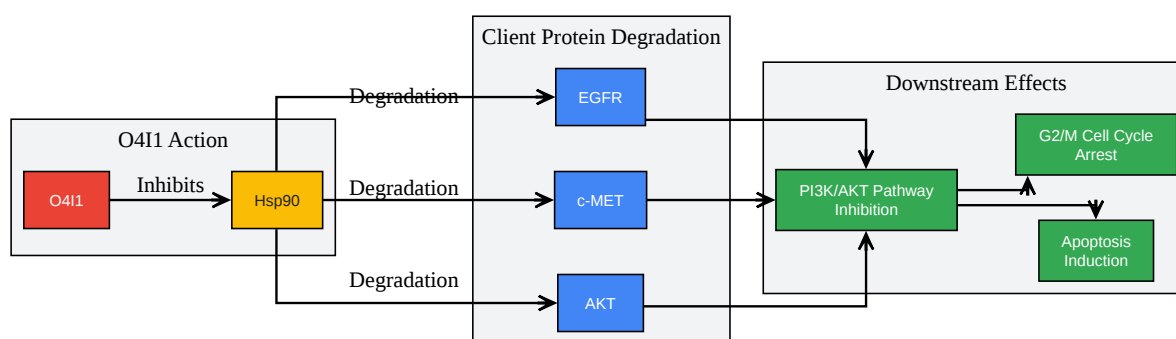 Client Protein Degradation
Degradation
EGFR
Downstream Effects
O4I1 Action
G2/M Cell Cycle
Arrest
O4I1
Inhibits
Hsp90
Degradation
c-MET
PI3K/AKT Pathway
Inhibition
Apoptosis
Induction
Degradation
AKT